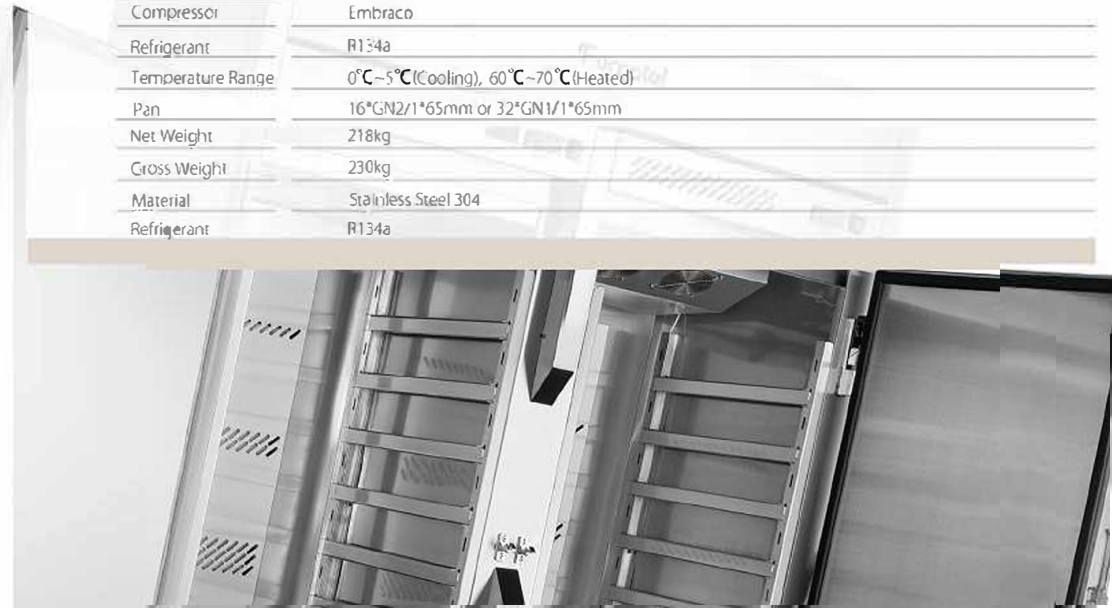 Compressor Embraco
Refrigerant R134a
Temperature Range 0℃~5℃(Cooling), 60℃~70℃(Heated)
Pan 16*GN2/1*65mm or 32*GN1/1*65mm
Net Weight 218kg
Gross Weight 230kg
Material Stainless Steel 304
Refrigerant R134a